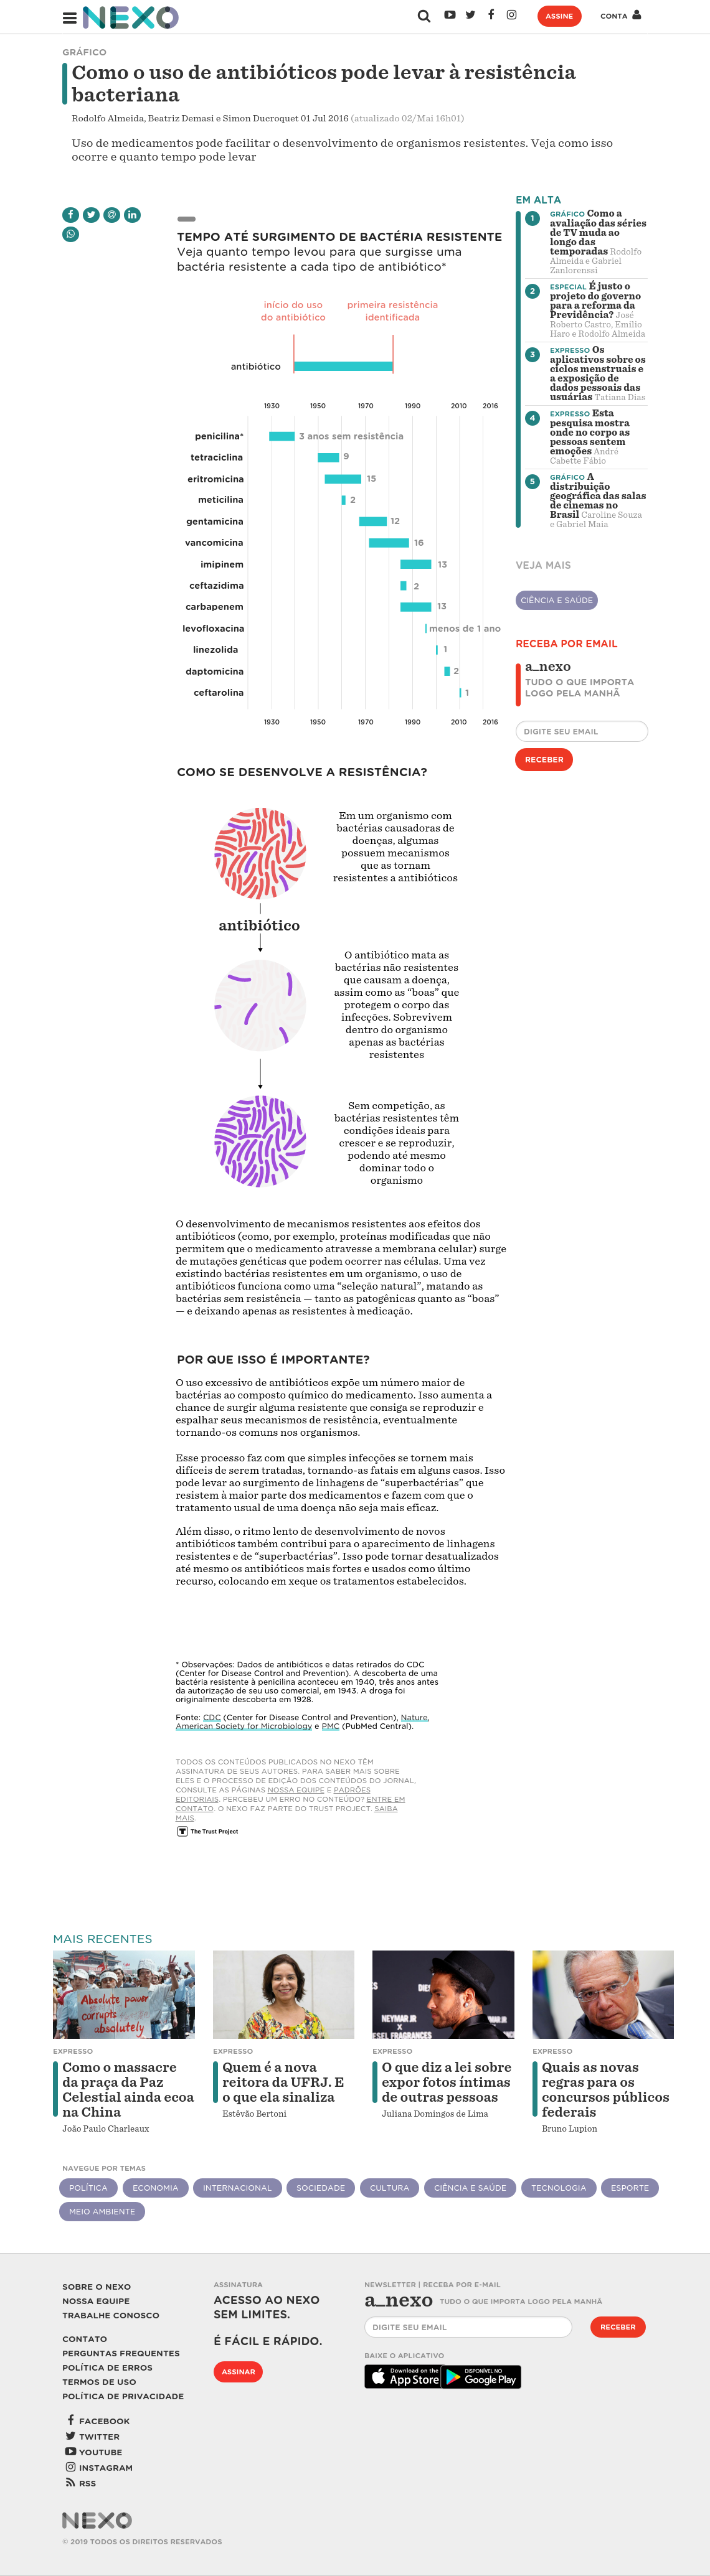 NEXO
ASSINE
CONTA
GRÁFICO
Como o uso de antibióticos pode levar à resistência
bacteriana
Rodolfo Almeida, Beatriz Demasi e Simon Ducroquet 01 Jul 2016 (atualizado 02/Mai 16h01)
Uso de medicamentos pode facilitar o desenvolvimento de organismos resistentes. Veja como isso
ocorre e quanto tempo pode levar
TEMPO ATÉ SURGIMENTO DE BACTÉRIA RESISTENTE
Veja quanto tempo levou para que surgisse uma
bactéria resistente a cada tipo de antibiótico*
início do uso
do antibiótico
primeira resistência
identificada
antibiótico
1930 1950 1970 1990 2010 2016
penicilina* 3 anos sem resistência
tetraciclina 9
eritromicina 15
meticilina 2
gentamicina 12
vancomicina 16
imipinem 13
ceftazidima 2
carbapenem 13
levofloxacina menos de 1 ano
linezolida 1
daptomicina 2
ceftarolina 1
1930 1950 1970 1990 2010 2016
EM ALTA
1 GRÁFICO Como a
avaliação das séries
de TV muda ao
longo das
temporadas Rodolfo
Almeida e Gabriel
Zanlorenssi
2 ESPECIAL É justo o
projeto do governo
para a reforma da
Previdência? José
Roberto Castro, Emílio
Haro e Rodolfo Almeida
3 EXPRESSO Os
aplicativos sobre os
ciclos menstruais e
a exposição de
dados pessoais das
usuárias Tatiana Dias
4 EXPRESSO Esta
pesquisa mostra
onde no corpo as
pessoas sentem
emoções André
Cabette Fábio
5 GRÁFICO A
distribuição
geográfica das salas
de cinemas no
Brasil Caroline Souza
e Gabriel Maia
VEJA MAIS
CIÊNCIA E SAÚDE
RECEBA POR EMAIL
a_nexo
TUDO O QUE IMPORTA
LOGO PELA MANHÃ
DIGITE SEU EMAIL
RECEBER
COMO SE DESENVOLVE A RESISTÊNCIA?
Em um organismo com
bactérias causadoras de
doenças, algumas
possuem mecanismos
que as tornam
resistentes a antibióticos
antibiótico
O antibiótico mata as
bactérias não resistentes
que causam a doença,
assim como as “boas” que
protegem o corpo das
infecções. Sobrevivem
dentro do organismo
apenas as bactérias
resistentes
Sem competição, as
bactérias resistentes têm
condições ideais para
crescer e se reproduzir,
podendo até mesmo
dominar todo o
organismo
O desenvolvimento de mecanismos resistentes aos efeitos dos
antibióticos (como, por exemplo, proteínas modificadas que não
permitem que o medicamento atravesse a membrana celular) surge
de mutações genéticas que podem ocorrer nas células. Uma vez
existindo bactérias resistentes em um organismo, o uso de
antibióticos funciona como uma “seleção natural”, matando as
bactérias sem resistência — tanto as patogênicas quanto as “boas”
— e deixando apenas as resistentes à medicação.
POR QUE ISSO É IMPORTANTE?
O uso excessivo de antibióticos expõe um número maior de
bactérias ao composto químico do medicamento. Isso aumenta a
chance de surgir alguma resistente que consiga se reproduzir e
espalhar seus mecanismos de resistência, eventualmente
tornando-os comuns nos organismos.
Esse processo faz com que simples infecções se tornem mais
difíceis de serem tratadas, tornando-as fatais em alguns casos. Isso
pode levar ao surgimento de linhagens de “superbactérias” que
resistem à maior parte dos medicamentos e fazem com que o
tratamento usual de uma doença não seja mais eficaz.
Além disso, o ritmo lento de desenvolvimento de novos
antibióticos também contribui para o aparecimento de linhagens
resistentes e de “superbactérias”. Isso pode tornar desatualizados
até mesmo os antibióticos mais fortes e usados como último
recurso, colocando em xeque os tratamentos estabelecidos.
* Observações: Dados de antibióticos e datas retirados do CDC
(Center for Disease Control and Prevention). A descoberta de uma
bactéria resistente à penicilina aconteceu em 1940, três anos antes
da autorização de seu uso comercial, em 1943. A droga foi
originalmente descoberta em 1928.
Fonte: CDC (Center for Disease Control and Prevention), Nature,
American Society for Microbiology e PMC (PubMed Central).
TODOS OS CONTEÚDOS PUBLICADOS NO NEXO TÊM
ASSINATURA DE SEUS AUTORES. PARA SABER MAIS SOBRE
ELES E O PROCESSO DE EDIÇÃO DOS CONTEÚDOS DO JORNAL,
CONSULTE AS PÁGINAS NOSSA EQUIPE E PADRÕES
EDITORIAIS. PERCEBEU UM ERRO NO CONTEÚDO? ENTRE EM
CONTATO. O NEXO FAZ PARTE DO TRUST PROJECT. SAIBA
MAIS.
The Trust Project
MAIS RECENTES
Absolute power
corrupts
absolutely
NEYMAR JR
DIESEL FRAGRANCES
EXPRESSO
Como o massacre
da praça da Paz
Celestial ainda ecoa
na China
João Paulo Charleaux
EXPRESSO
Quem é a nova
reitora da UFRJ. E
o que ela sinaliza
Estêvão Bertoni
EXPRESSO
O que diz a lei sobre
expor fotos íntimas
de outras pessoas
Juliana Domingos de Lima
EXPRESSO
Quais as novas
regras para os
concursos públicos
federais
Bruno Lupion
NAVEGUE POR TEMAS
POLÍTICA ECONOMIA INTERNACIONAL SOCIEDADE CULTURA CIÊNCIA E SAÚDE TECNOLOGIA ESPORTE
MEIO AMBIENTE
SOBRE O NEXO
NOSSA EQUIPE
TRABALHE CONOSCO
CONTATO
PERGUNTAS FREQUENTES
POLÍTICA DE ERROS
TERMOS DE USO
POLÍTICA DE PRIVACIDADE
FACEBOOK
TWITTER
YOUTUBE
INSTAGRAM
RSS
ASSINATURA
ACESSO AO NEXO
SEM LIMITES.
É FÁCIL E RÁPIDO.
ASSINAR
NEWSLETTER | RECEBA POR E-MAIL
a_nexo TUDO O QUE IMPORTA LOGO PELA MANHÃ
DIGITE SEU EMAIL
RECEBER
BAIXE O APLICATIVO
Download on the
App Store
DISPONÍVEL NO
Google Play
NEXO
© 2019 TODOS OS DIREITOS RESERVADOS